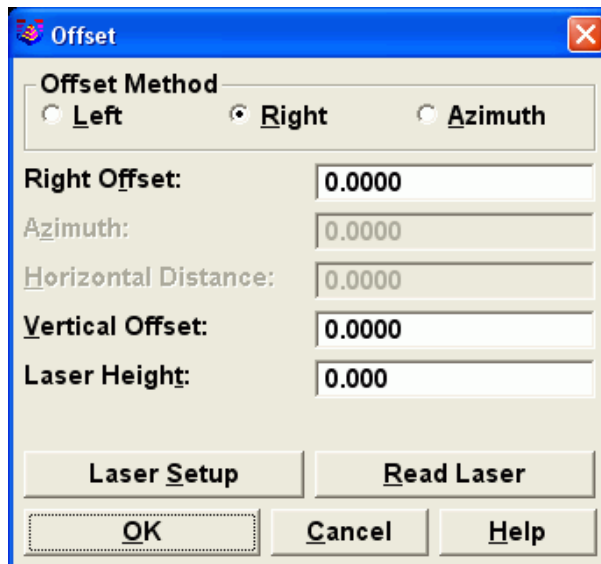 Offset
Offset Method
Left Right Azimuth
Right Offset: 0.0000
Azimuth: 0.0000
Horizontal Distance: 0.0000
Vertical Offset: 0.0000
Laser Height: 0.000
Laser Setup Read Laser
OK Cancel Help